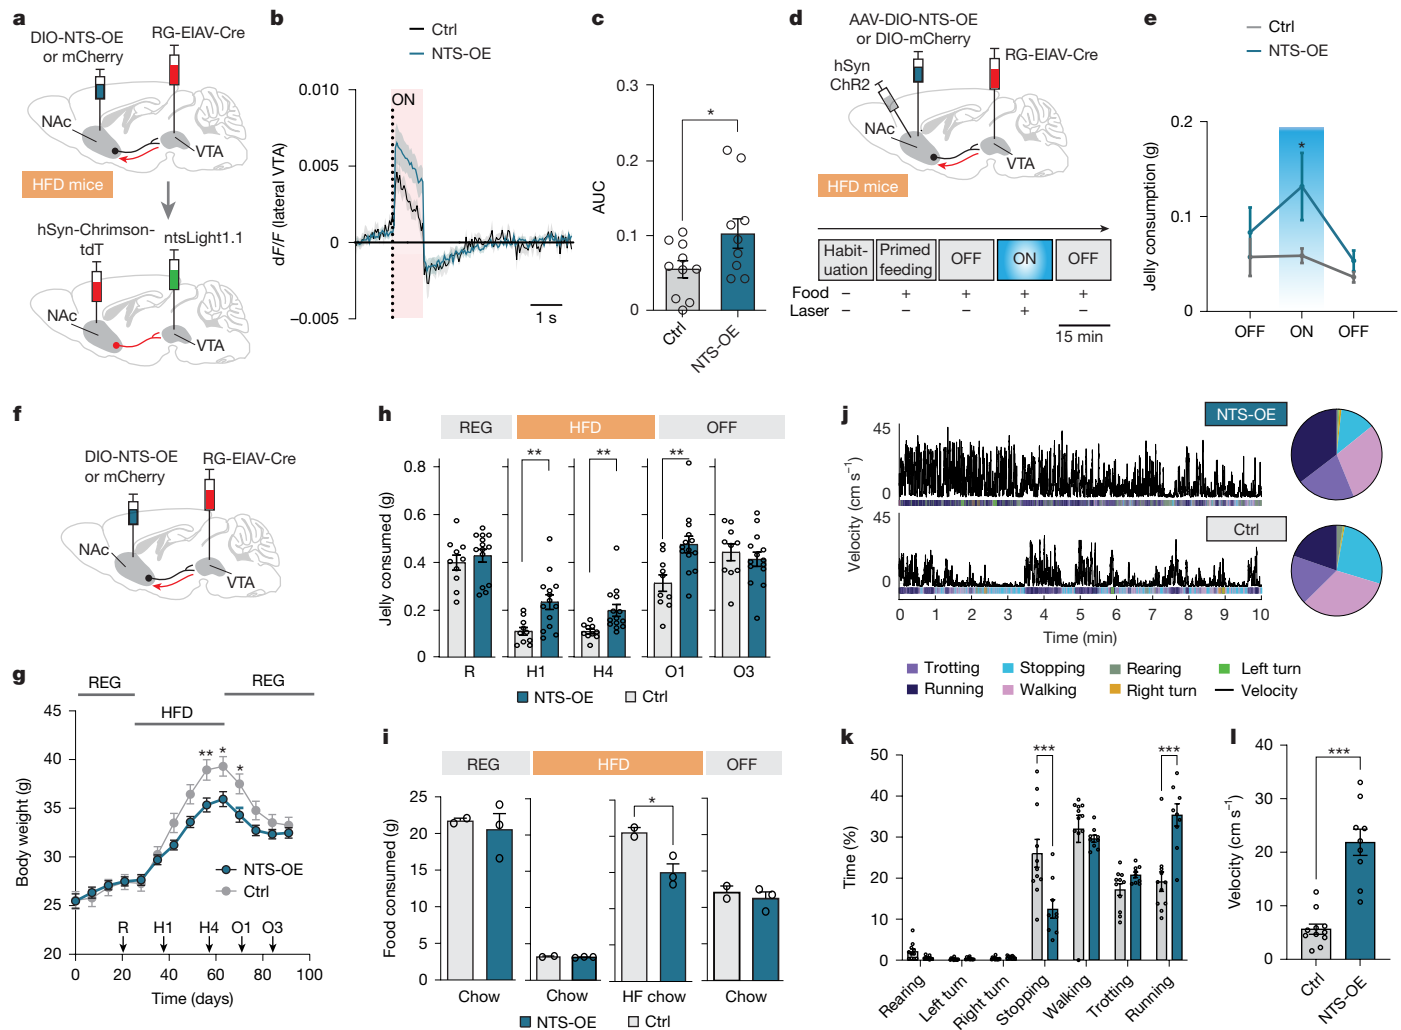 a
DIO-NTS-OE
or mCherry
RG-EIAV-Cre
NAc
VTA
HFD mice
hSyn-Chrimson-
tdT
ntsLight1.1
NAc
VTA
b
Ctrl
NTS-OE
dF/F (lateral VTA)
0.010
0.005
0
−0.005
ON
1 s
c
AUC
0.3
0.2
0.1
0
*
Ctrl
NTS-OE
d
AAV-DIO-NTS-OE
or DIO-mCherry
RG-EIAV-Cre
hSyn
ChR2
NAc
VTA
HFD mice
Habit-
uation
Primed
feeding
OFF
ON
OFF
Food − + + + +
Laser +
15 min
e
Ctrl
NTS-OE
Jelly consumption (g)
0.2
0.1
0
*
OFF ON OFF
f
DIO-NTS-OE
or mCherry
RG-EIAV-Cre
NAc
VTA
g
REG
REG
HFD
Body weight (g)
45
40
35
30
25
20
** * *
NTS-OE
Ctrl
R H1 H4 O1 O3
0 20 40 60 80 100
Time (days)
h
REG HFD OFF
Jelly consumed (g)
0.8
0.6
0.4
0.2
0
** ** **
R H1 H4 O1 O3
NTS-OE Ctrl
i
REG HFD OFF
Food consumed (g)
25
20
15
10
5
0
*
Chow Chow HF chow Chow
NTS-OE Ctrl
j
NTS-OE
Ctrl
Velocity (cm s−1)
45
0
45
0
0 1 2 3 4 5 6 7 8 9 10
Time (min)
Trotting Stopping Rearing Left turn
Running Walking Right turn Velocity
k
Time (%)
50
40
30
20
10
0
*** ***
Rearing
Left turn
Right turn
Stopping
Walking
Trotting
Running
l
Velocity (cm s−1)
40
30
20
10
0
***
Ctrl
NTS-OE